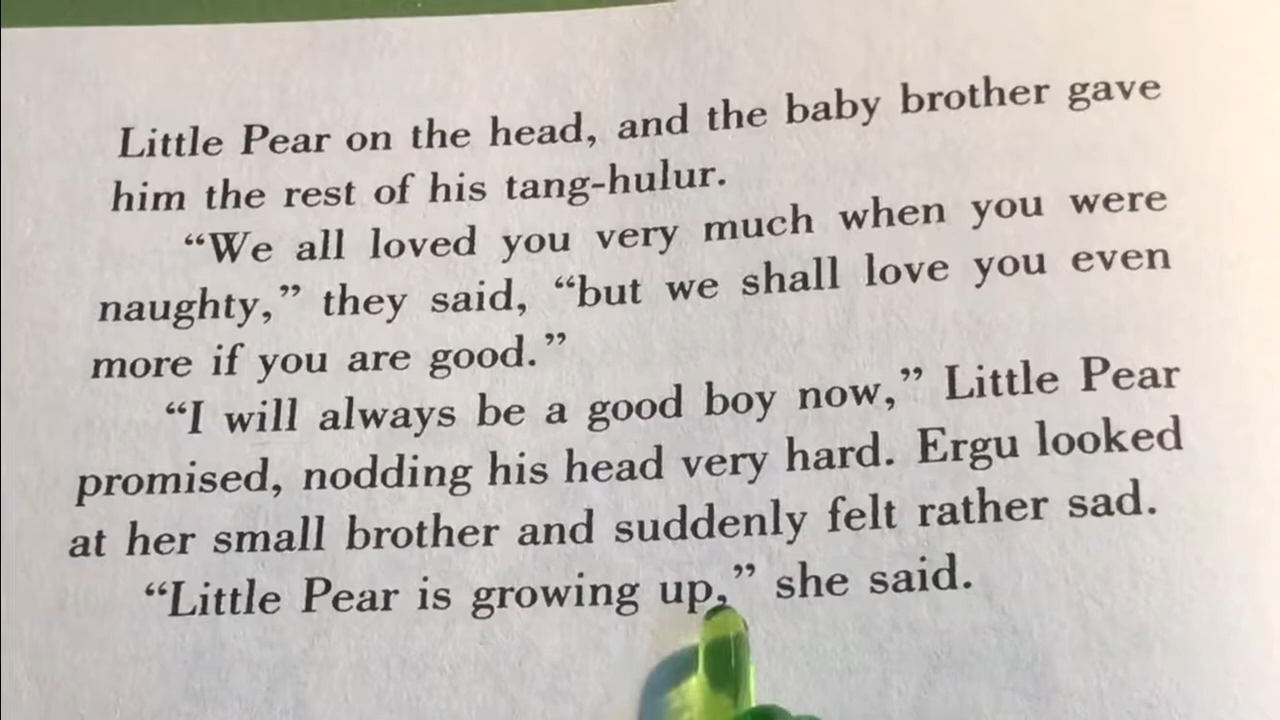 Little Pear on the head, and the baby brother gave
him the rest of his tang-hulur.
“We all loved you very much when you were
naughty,” they said, “but we shall love you even
more if you are good.”
“I will always be a good boy now,” Little Pear
promised, nodding his head very hard. Ergu looked
at her small brother and suddenly felt rather sad.
“Little Pear is growing up,” she said.